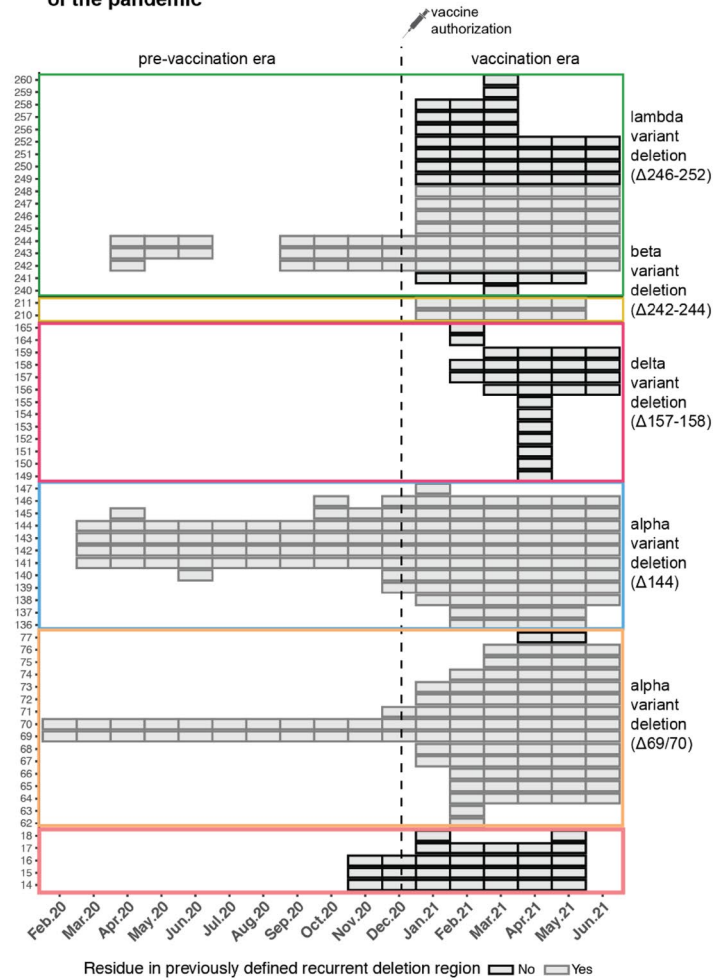 of the pandemic
vaccine
authorization
pre-vaccination era
vaccination era
260
259
258
257
256
252
251
250
249
248
247
246
245
244
243
242
241
240
lambda
variant
deletion
(Δ246-252)
beta
variant
deletion
(Δ242-244)
211
210
165
164
159
158
157
156
155
154
153
152
151
150
149
delta
variant
deletion
(Δ157-158)
147
146
145
144
143
142
141
140
139
138
137
136
alpha
variant
deletion
(Δ144)
77
76
75
74
73
72
71
70
69
68
67
66
65
64
63
62
alpha
variant
deletion
(Δ69/70)
18
17
16
15
14
Feb.20
Mar.20
Apr.20
May.20
Jun.20
Jul.20
Aug.20
Sep.20
Oct.20
Nov.20
Dec.20
Jan.21
Feb.21
Mar.21
Apr.21
May.21
Jun.21
Residue in previously defined recurrent deletion region No Yes